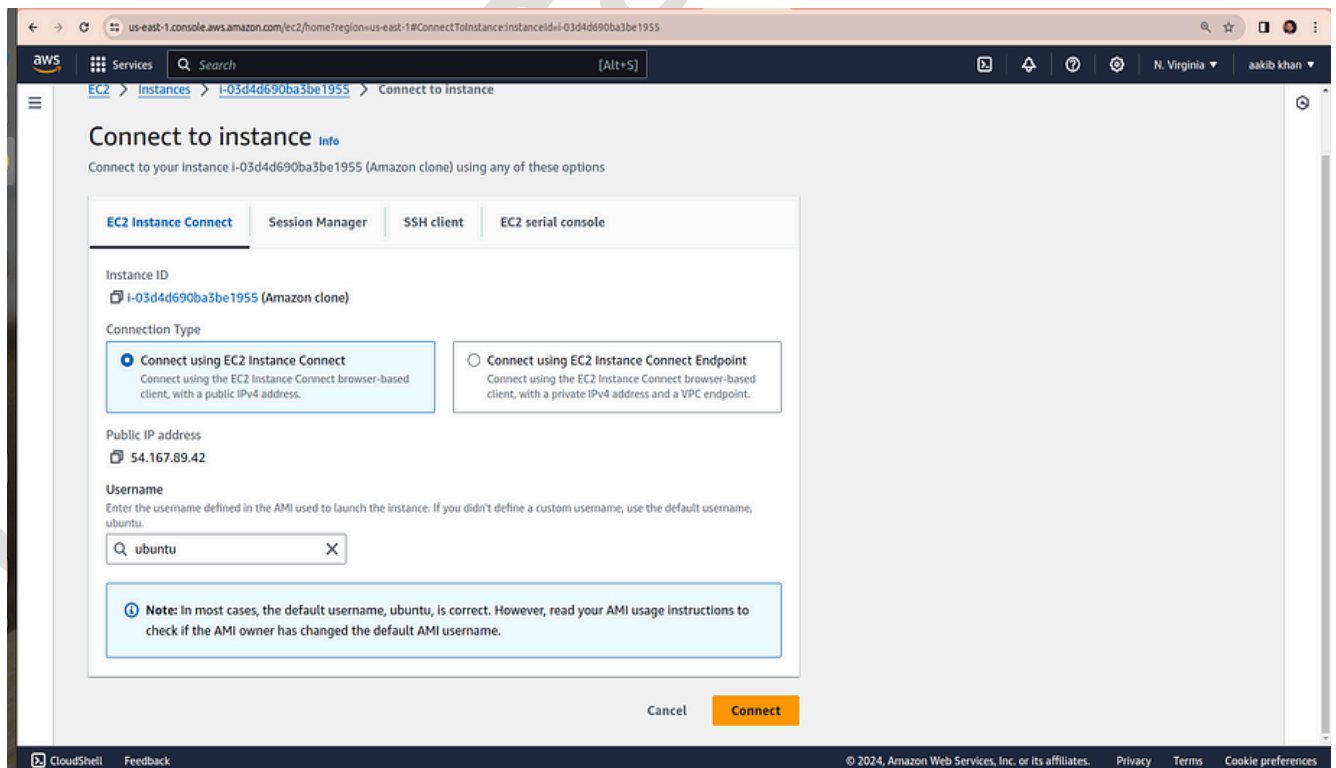 us-east-1.console.aws.amazon.com/ec2/home?region=us-east-1#ConnectToInstance:instanceId=i-03d4d690ba3be1955
aws Services Search [Alt+S] N. Virginia ▼ aakib khan ▼
EC2 > Instances > i-03d4d690ba3be1955 > Connect to instance
Connect to instance Info
Connect to your instance i-03d4d690ba3be1955 (Amazon clone) using any of these options
EC2 Instance Connect Session Manager SSH client EC2 serial console
Instance ID
i-03d4d690ba3be1955 (Amazon clone)
Connection Type
Connect using EC2 Instance Connect
Connect using the EC2 Instance Connect browser-based
client, with a public IPv4 address.
Connect using EC2 Instance Connect Endpoint
Connect using the EC2 Instance Connect browser-based
client, with a private IPv4 address and a VPC endpoint.
Public IP address
54.167.89.42
Username
Enter the username defined in the AMI used to launch the instance. If you didn't define a custom username, use the default username,
ubuntu.
ubuntu
Note: In most cases, the default username, ubuntu, is correct. However, read your AMI usage instructions to
check if the AMI owner has changed the default AMI username.
Cancel Connect
CloudShell Feedback © 2024, Amazon Web Services, Inc. or its affiliates. Privacy Terms Cookie preferences